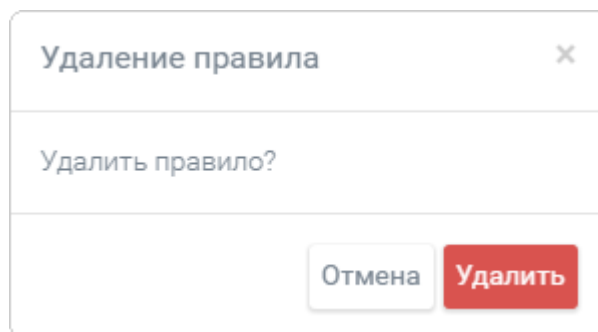 Удаление правила ×
Удалить правило?
Отмена Удалить